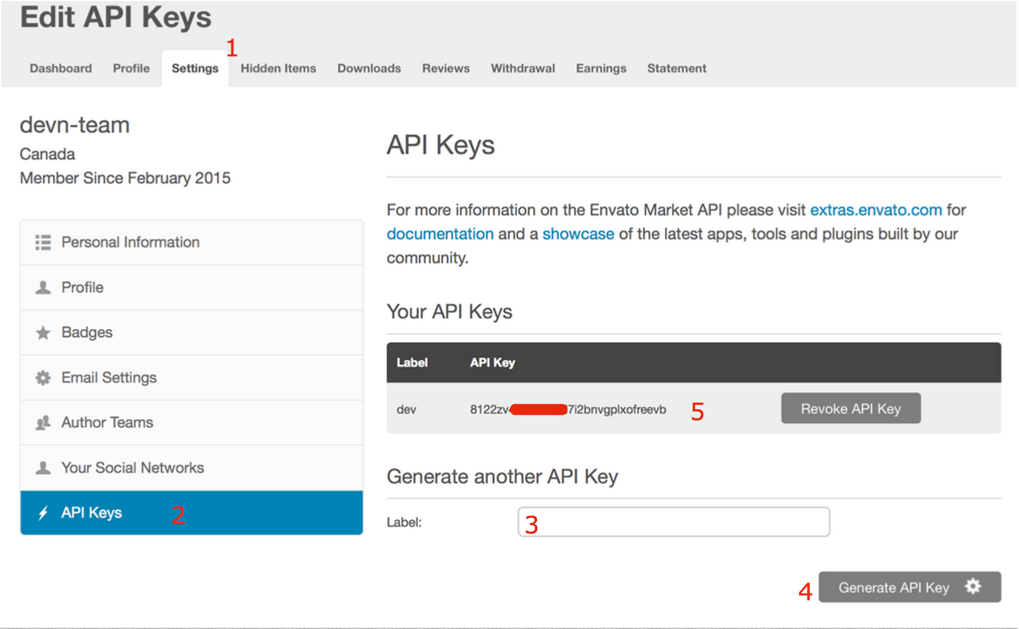 Edit API Keys
1
Dashboard Profile Settings Hidden Items Downloads Reviews Withdrawal Earnings Statement
devn-team
Canada
Member Since February 2015
Personal Information
Profile
Badges
Email Settings
Author Teams
Your Social Networks
API Keys 2
API Keys
For more information on the Envato Market API please visit extras.envato.com for
documentation and a showcase of the latest apps, tools and plugins built by our
community.
Your API Keys
Label API Key
dev 8122zv 7i2bnvgplxofreevb 5 Revoke API Key
Generate another API Key
Label: 3
4 Generate API Key